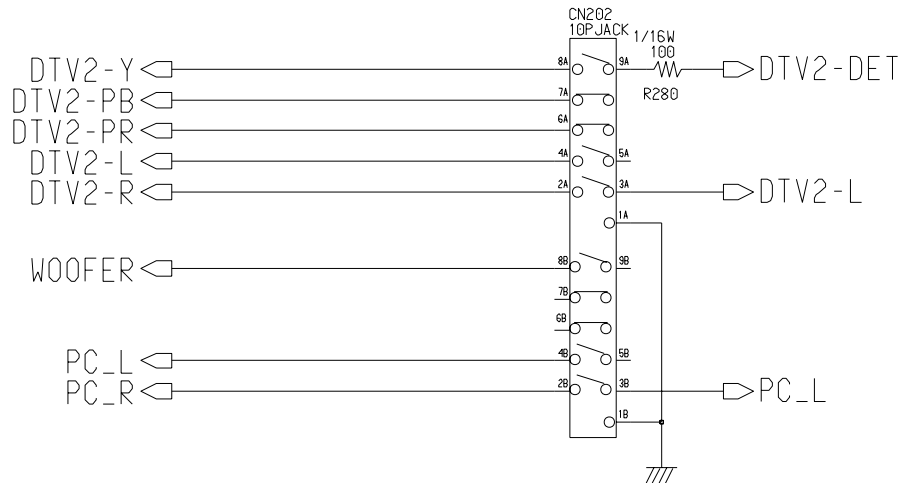 CN202
10PJACK
1/16W
100
R280
DTV2-Y
8A
9A
DTV2-DET
DTV2-PB
7A
DTV2-PR
6A
DTV2-L
4A
5A
DTV2-R
2A
3A
DTV2-L
1A
WOOFER
8B
9B
7B
6B
PC_L
4B
5B
PC_R
2B
3B
PC_L
1B